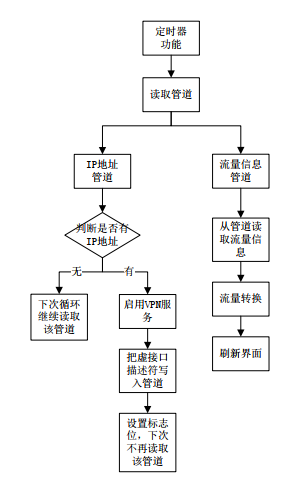 定时器
功能
读取管道
IP地址
管道
流量信息
管道
判断是否有
IP地址
从管道读
取流量信
息
无
有
下次循环
继续读取
该管道
启用VPN服
务
流量转换
把虚接口
描述符写
入管道
刷新界面
设置标志
位，下次
不再读取
该管道